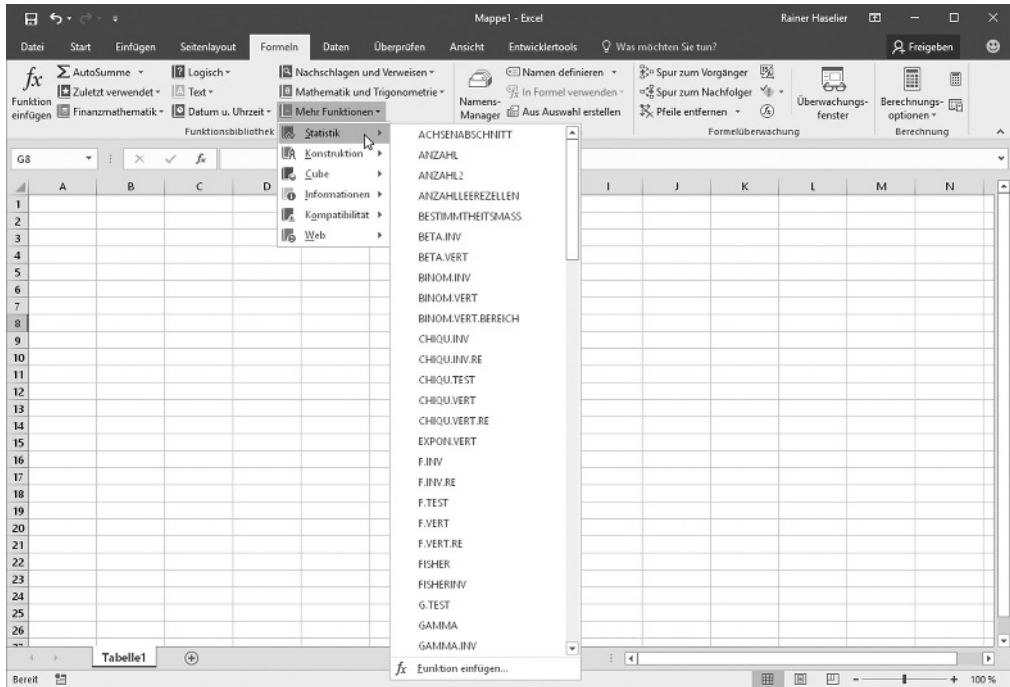 Mappe1 - Excel
Rainer Haselier
Datei Start Einfügen Seitenlayout Formeln Daten Überprüfen Ansicht Entwicklertools Was möchten Sie tun? Freigeben
fx
Funktion einfügen
AutoSumme
Zuletzt verwendet
Finanzmathematik
Logisch
Text
Datum u. Uhrzeit
Nachschlagen und Verweisen
Mathematik und Trigonometrie
Mehr Funktionen
Funktionsbibliothek
Namens-
Manager
Namen definieren
In Formel verwenden
Aus Auswahl erstellen
Spur zum Vorgänger
Spur zum Nachfolger
Pfeile entfernen
Überwachungs-
fenster
Formelüberwachung
Berechnungs-
optionen
Berechnung
Statistik
Konstruktion
Cube
Informationen
Kompatibilität
Web
ACHSENABSCHNITT
ANZAHL
ANZAHL2
ANZAHLLEEREZELLEN
BESTIMMTHEITSMASS
BETA.INV
BETA.VERT
BINOM.INV
BINOM.VERT
BINOM.VERT.BEREICH
CHIQU.INV
CHIQU.INV.RE
CHIQU.TEST
CHIQU.VERT
CHIQU.VERT.RE
EXPON.VERT
F.INV
F.INV.RE
F.TEST
F.VERT
F.VERT.RE
FISHER
FISHERINV
G.TEST
GAMMA
GAMMA.INV
fx Funktion einfügen...
G8
fx
A B C D I J K L M N
1
2
3
4
5
6
7
8
9
10
11
12
13
14
15
16
17
18
19
20
21
22
23
24
25
26
Tabelle1
Bereit
100 %